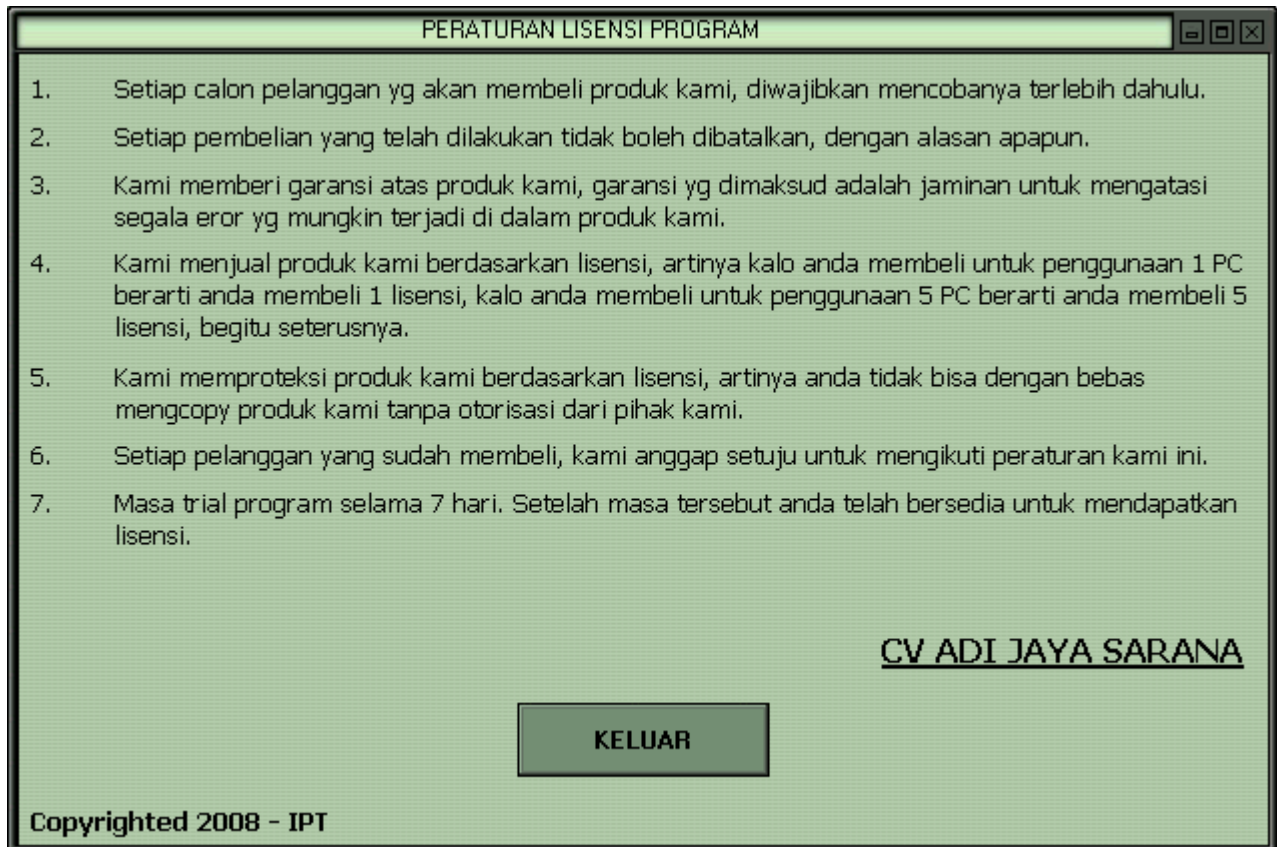 PERATURAN LISENSI PROGRAM
1. Setiap calon pelanggan yg akan membeli produk kami, diwajibkan mencobanya terlebih dahulu.
2. Setiap pembelian yang telah dilakukan tidak boleh dibatalkan, dengan alasan apapun.
3. Kami memberi garansi atas produk kami, garansi yg dimaksud adalah jaminan untuk mengatasi
segala eror yg mungkin terjadi di dalam produk kami.
4. Kami menjual produk kami berdasarkan lisensi, artinya kalo anda membeli untuk penggunaan 1 PC
berarti anda membeli 1 lisensi, kalo anda membeli untuk penggunaan 5 PC berarti anda membeli 5
lisensi, begitu seterusnya.
5. Kami memproteksi produk kami berdasarkan lisensi, artinya anda tidak bisa dengan bebas
mengcopy produk kami tanpa otorisasi dari pihak kami.
6. Setiap pelanggan yang sudah membeli, kami anggap setuju untuk mengikuti peraturan kami ini.
7. Masa trial program selama 7 hari. Setelah masa tersebut anda telah bersedia untuk mendapatkan
lisensi.
CV ADI JAYA SARANA
KELUAR
Copyrighted 2008 - IPT